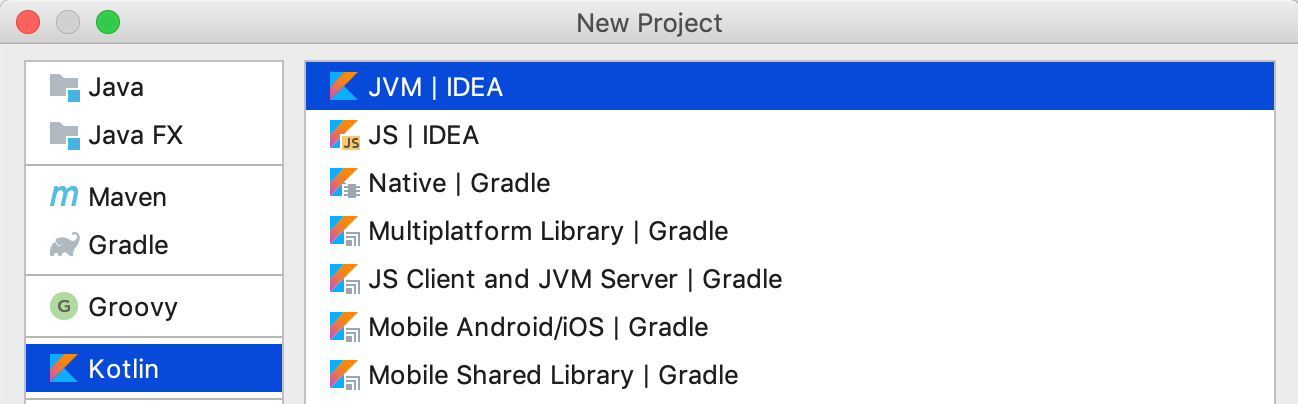 New Project
Java
Java FX
Maven
Gradle
G Groovy
Kotlin
JVM | IDEA
JS JS | IDEA
Native | Gradle
Multiplatform Library | Gradle
JS Client and JVM Server | Gradle
Mobile Android/iOS | Gradle
Mobile Shared Library | Gradle